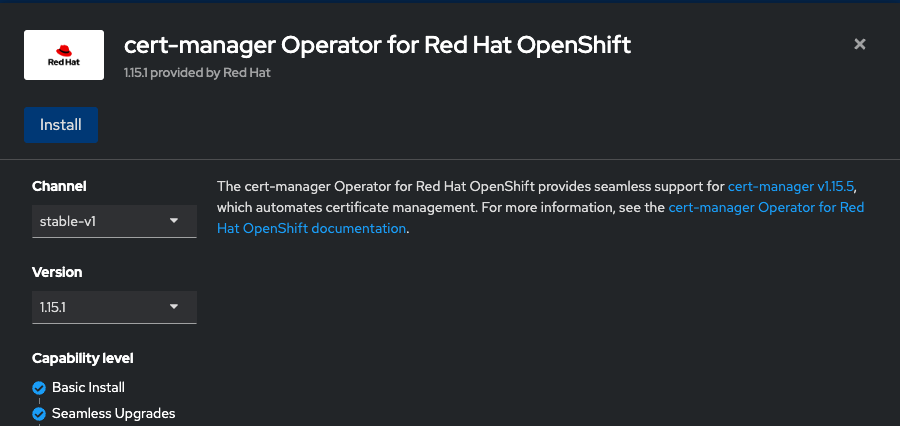 Red Hat
cert-manager Operator for Red Hat OpenShift
1.15.1 provided by Red Hat
Install
Channel
stable-v1
Version
1.15.1
Capability level
Basic Install
Seamless Upgrades
The cert-manager Operator for Red Hat OpenShift provides seamless support for cert-manager v1.15.5,
which automates certificate management. For more information, see the cert-manager Operator for Red
Hat OpenShift documentation.